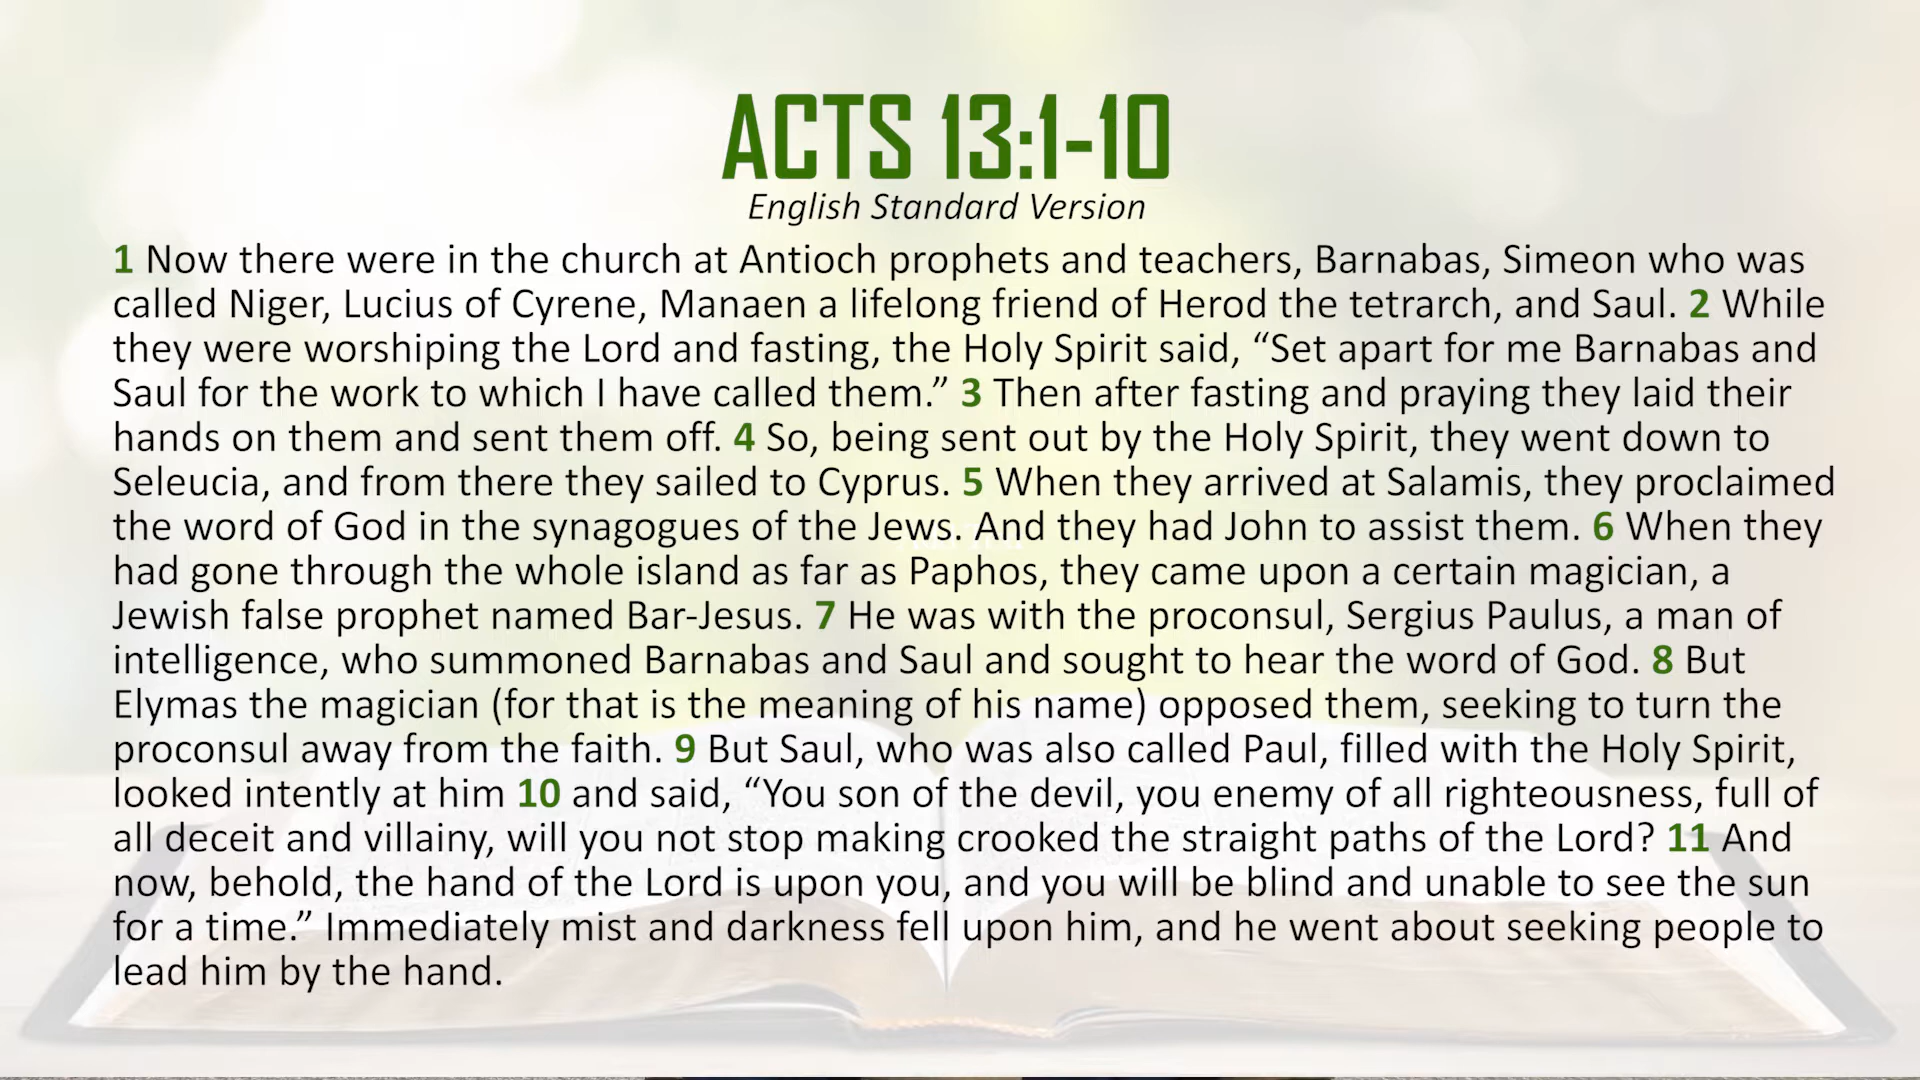 ACTS 13:1-10
English Standard Version
1 Now there were in the church at Antioch prophets and teachers, Barnabas, Simeon who was
called Niger, Lucius of Cyrene, Manaen a lifelong friend of Herod the tetrarch, and Saul. 2 While
they were worshiping the Lord and fasting, the Holy Spirit said, “Set apart for me Barnabas and
Saul for the work to which I have called them.” 3 Then after fasting and praying they laid their
hands on them and sent them off. 4 So, being sent out by the Holy Spirit, they went down to
Seleucia, and from there they sailed to Cyprus. 5 When they arrived at Salamis, they proclaimed
the word of God in the synagogues of the Jews. And they had John to assist them. 6 When they
had gone through the whole island as far as Paphos, they came upon a certain magician, a
Jewish false prophet named Bar-Jesus. 7 He was with the proconsul, Sergius Paulus, a man of
intelligence, who summoned Barnabas and Saul and sought to hear the word of God. 8 But
Elymas the magician (for that is the meaning of his name) opposed them, seeking to turn the
proconsul away from the faith. 9 But Saul, who was also called Paul, filled with the Holy Spirit,
looked intently at him 10 and said, “You son of the devil, you enemy of all righteousness, full of
all deceit and villainy, will you not stop making crooked the straight paths of the Lord? 11 And
now, behold, the hand of the Lord is upon you, and you will be blind and unable to see the sun
for a time.” Immediately mist and darkness fell upon him, and he went about seeking people to
lead him by the hand.